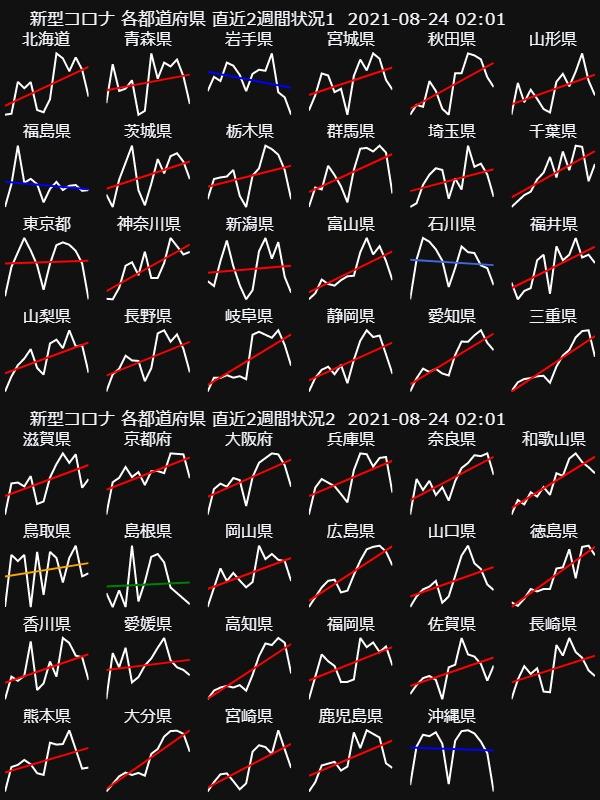 新型コロナ 各都道府県 直近2週間状況1 2021-08-24 02:01
北海道 青森県 岩手県 宮城県 秋田県 山形県
福島県 茨城県 栃木県 群馬県 埼玉県 千葉県
東京都 神奈川県 新潟県 富山県 石川県 福井県
山梨県 長野県 岐阜県 静岡県 愛知県 三重県
新型コロナ 各都道府県 直近2週間状況2 2021-08-24 02:01
滋賀県 京都府 大阪府 兵庫県 奈良県 和歌山県
鳥取県 島根県 岡山県 広島県 山口県 徳島県
香川県 愛媛県 高知県 福岡県 佐賀県 長崎県
熊本県 大分県 宮崎県 鹿児島県 沖縄県